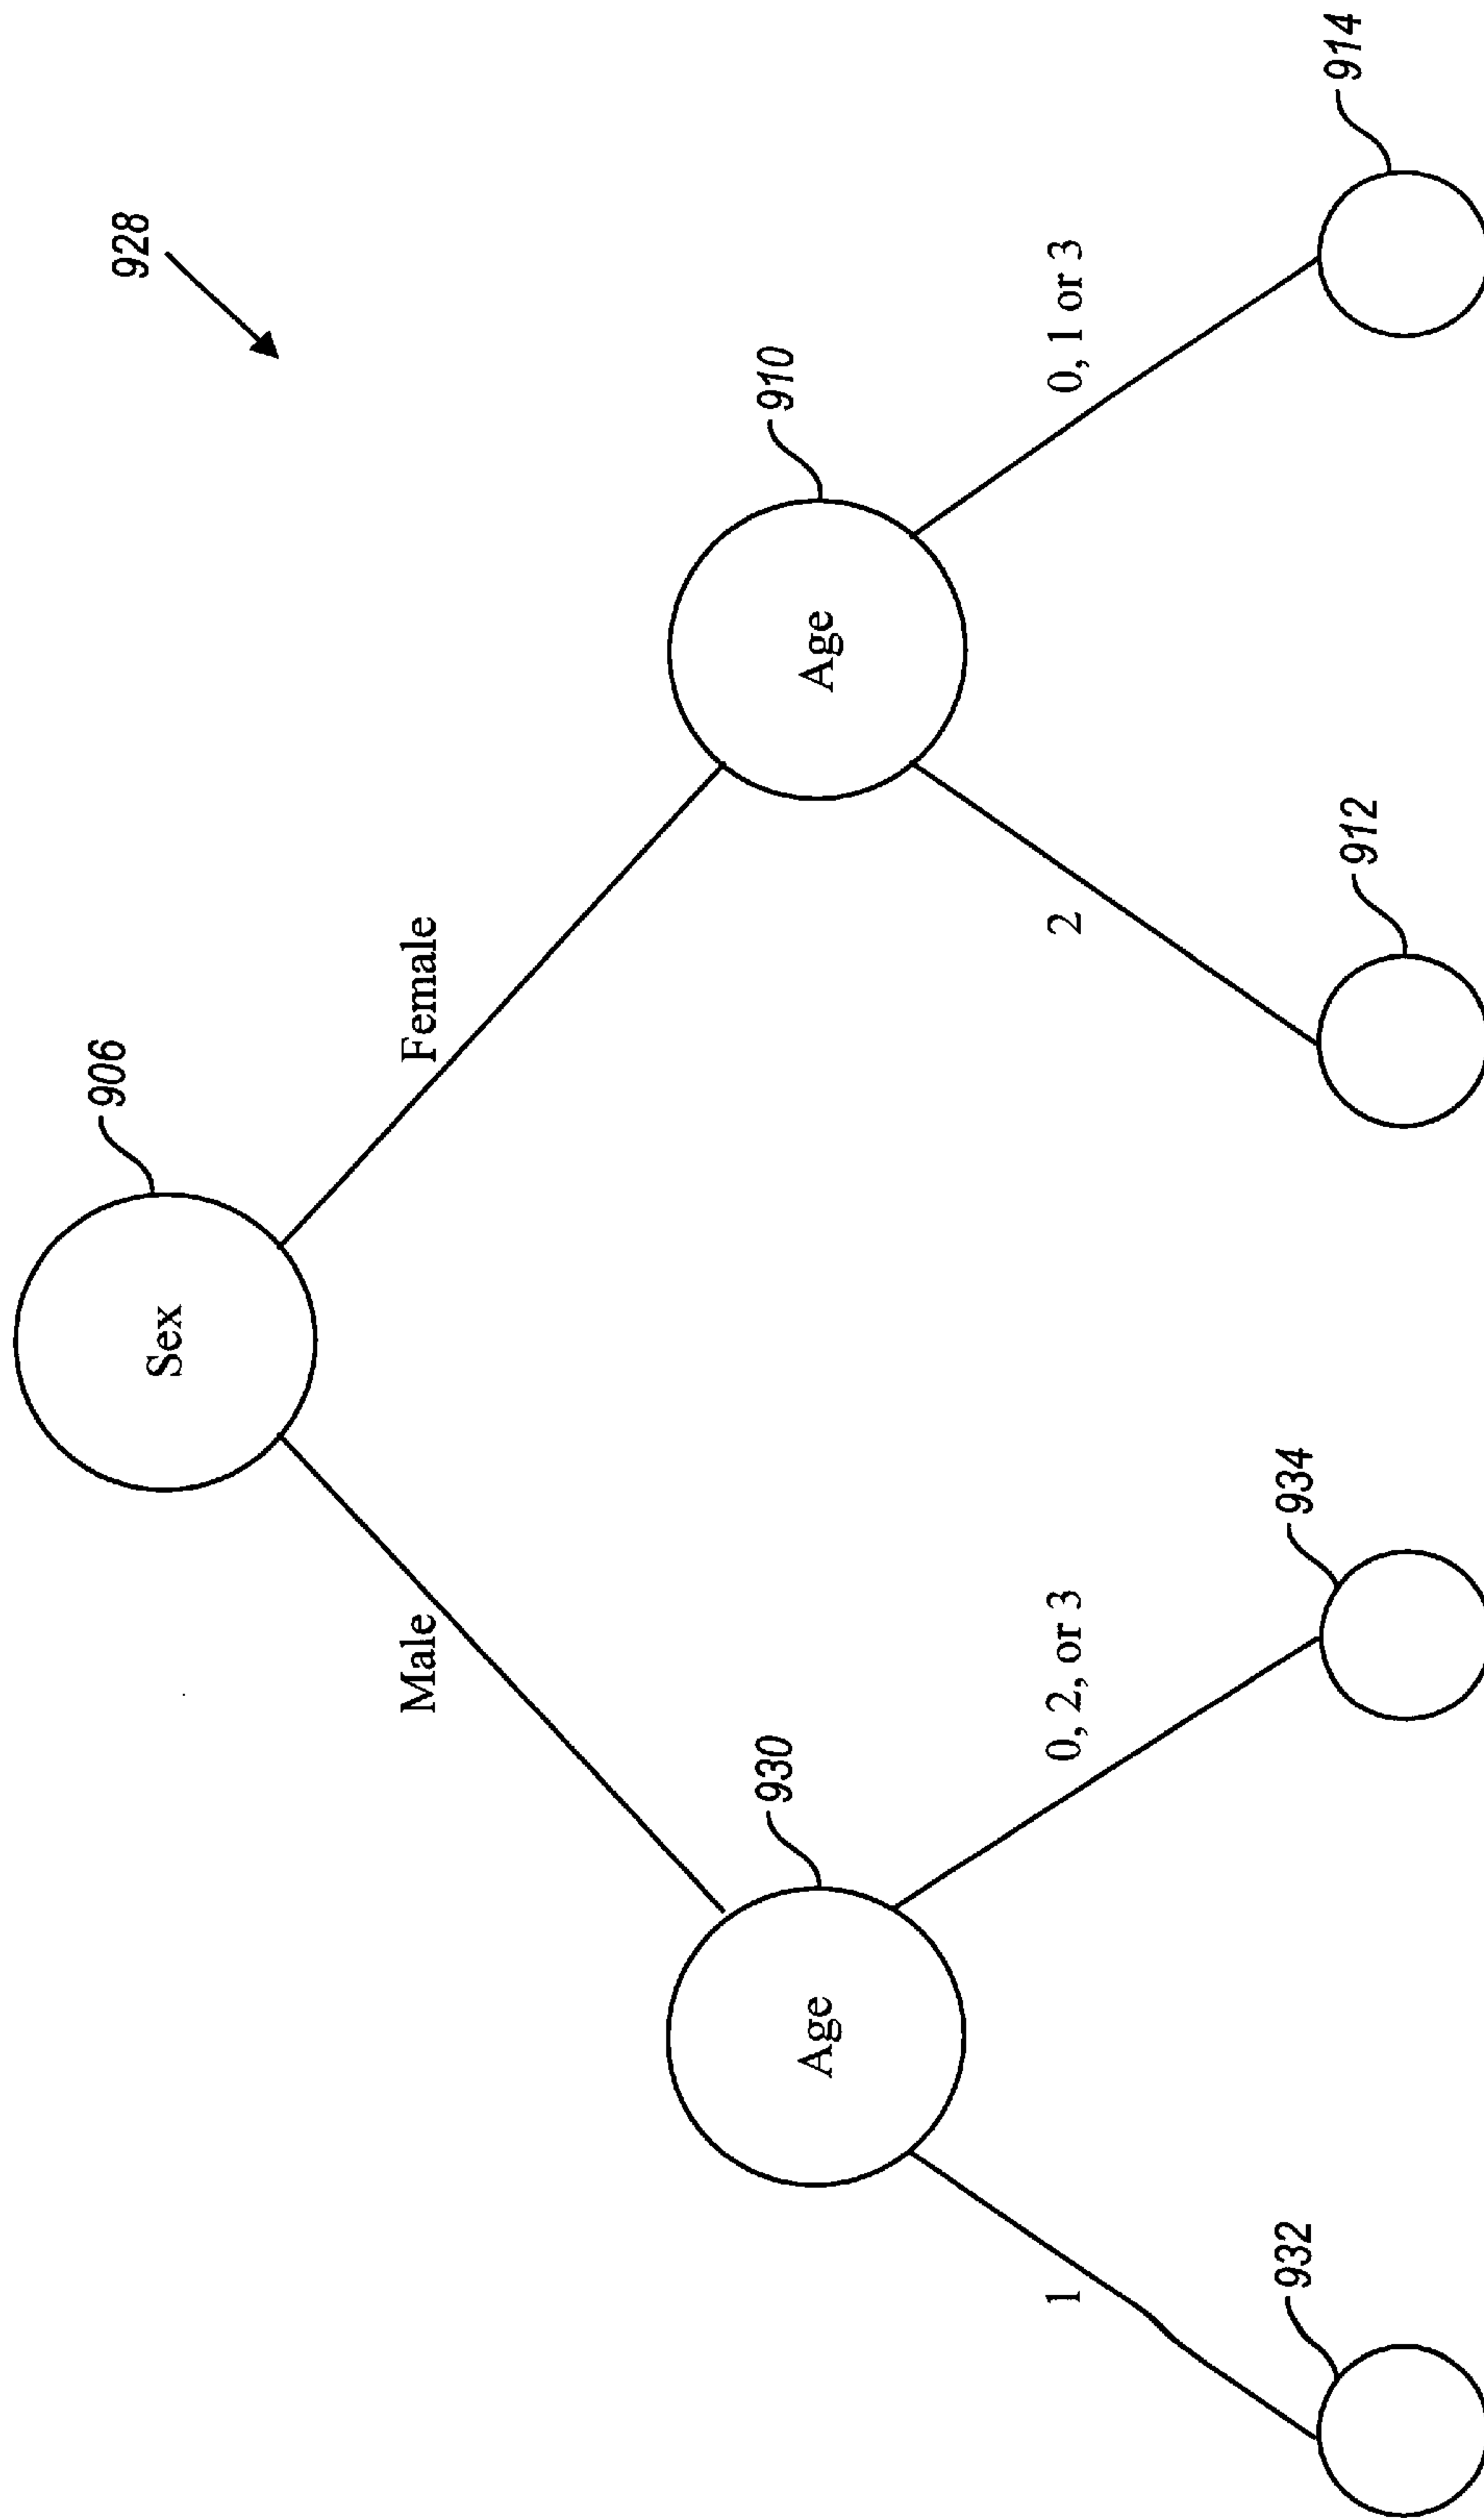 928
906
Sex
Male
Female
930
Age
910
Age
1
0, 2, or 3
2
0, 1 or 3
932
934
912
914